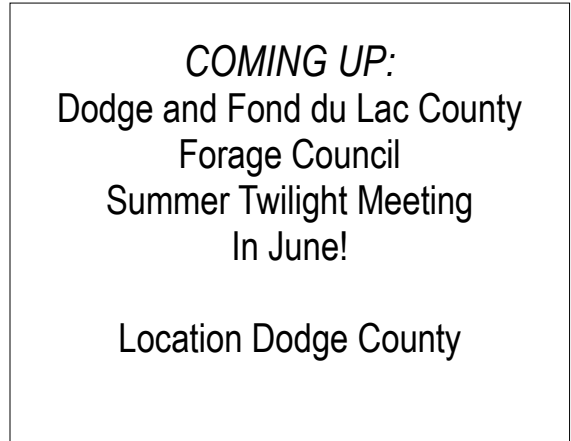 COMING UP:
Dodge and Fond du Lac County
Forage Council
Summer Twilight Meeting
In June!
Location Dodge County